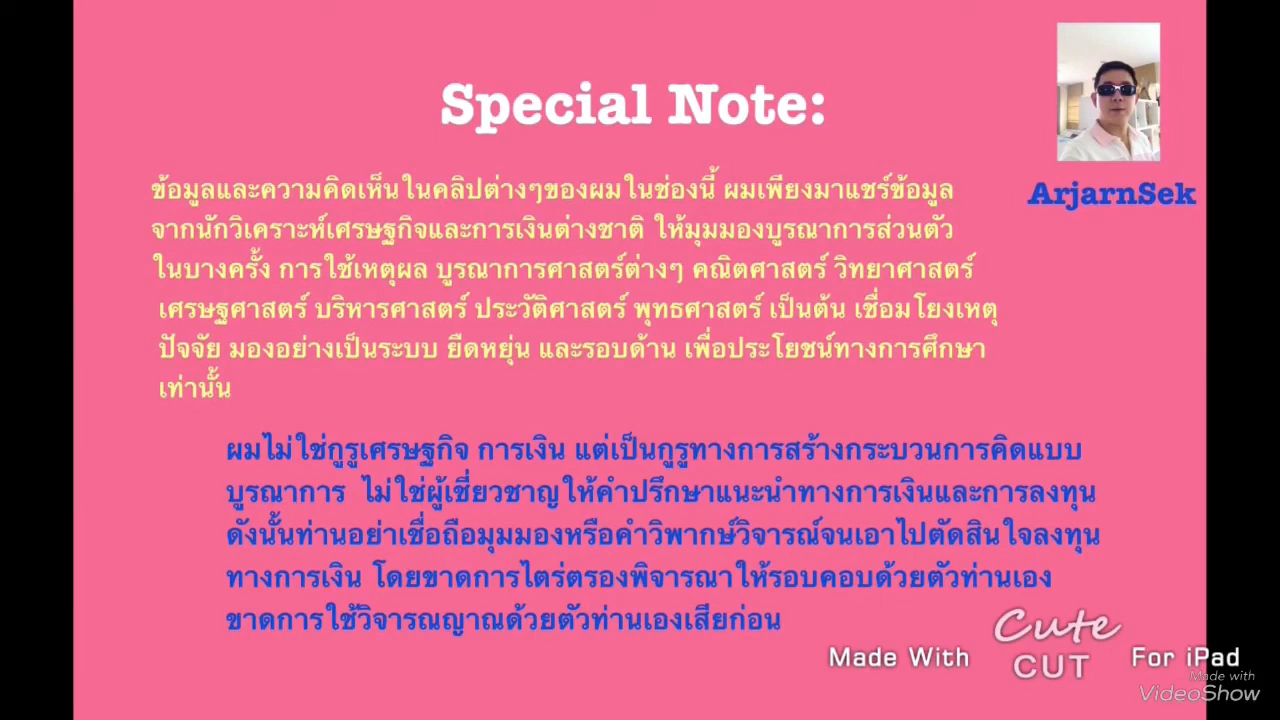 Special Note:
ArjarnSek
ข้อมูลและความคิดเห็นในคลิปต่างๆของผมในช่องนี้ ผมเพียงมาแชร์ข้อมูล
จากนักวิเคราะห์เศรษฐกิจและการเงินต่างชาติ ให้มุมมองบูรณาการส่วนตัว
ในบางครั้ง การใช้เหตุผล บูรณาการศาสตร์ต่างๆ คณิตศาสตร์ วิทยาศาสตร์
เศรษฐศาสตร์ บริหารศาสตร์ ประวัติศาสตร์ พุทธศาสตร์ เป็นต้น เชื่อมโยงเหตุ
ปัจจัย มองอย่างเป็นระบบ ยืดหยุ่น และรอบด้าน เพื่อประโยชน์ทางการศึกษา
เท่านั้น
ผมไม่ใช่กูรูเศรษฐกิจ การเงิน แต่เป็นกูรูทางการสร้างกระบวนการคิดแบบ
บูรณาการ ไม่ใช่ผู้เชี่ยวชาญให้คำปรึกษาแนะนำทางการเงินและการลงทุน
ดังนั้นท่านอย่าเชื่อถือมุมมองหรือคำวิพากษ์วิจารณ์จนเอาไปตัดสินใจลงทุน
ทางการเงิน โดยขาดการไตร่ตรองพิจารณาให้รอบคอบด้วยตัวท่านเอง
ขาดการใช้วิจารณญาณด้วยตัวท่านเองเสียก่อน
Made With Cute CUT For iPad
Made with
VideoShow